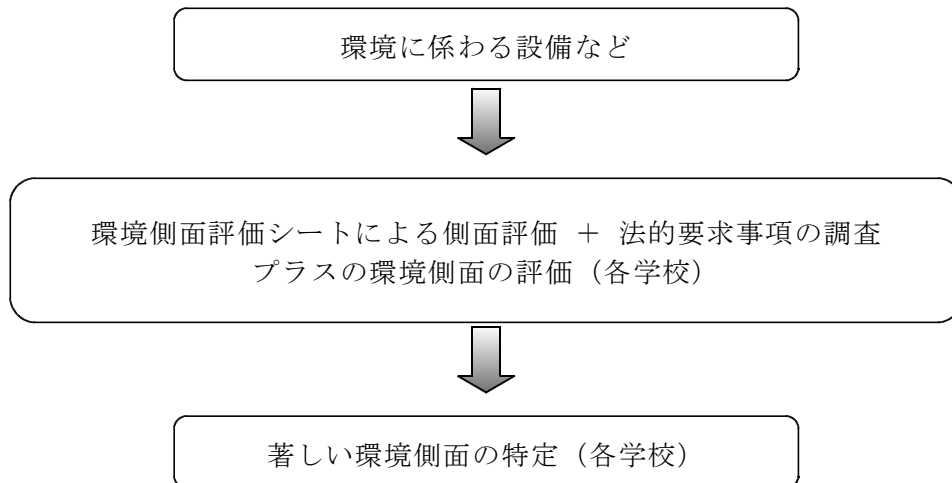 環境に係わる設備など
環境側面評価シートによる側面評価 ＋ 法的要求事項の調査
プラスの環境側面の評価（各学校）
著しい環境側面の特定（各学校）